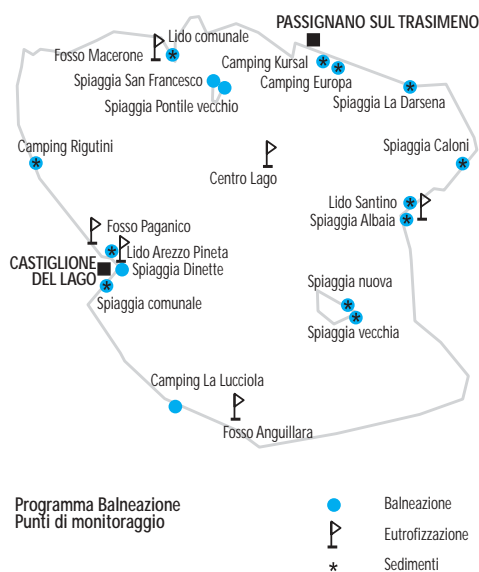 PASSIGNANO SUL TRASIMENO
Lido comunale
Fosso Macerone
Camping Kursal
Spiaggia San Francesco
Camping Europa
Spiaggia Pontile vecchio
Spiaggia La Darsena
Camping Rigutini
Spiaggia Caloni
Centro Lago
Lido Santino
Spiaggia Albaia
Fosso Paganico
Lido Arezzo Pineta
CASTIGLIONE
DEL LAGO
Spiaggia Dinette
Spiaggia nuova
Spiaggia comunale
Spiaggia vecchia
Camping La Lucciola
Fosso Anguillara
Programma Balneazione
Punti di monitoraggio
Balneazione
Eutrofizzazione
Sedimenti